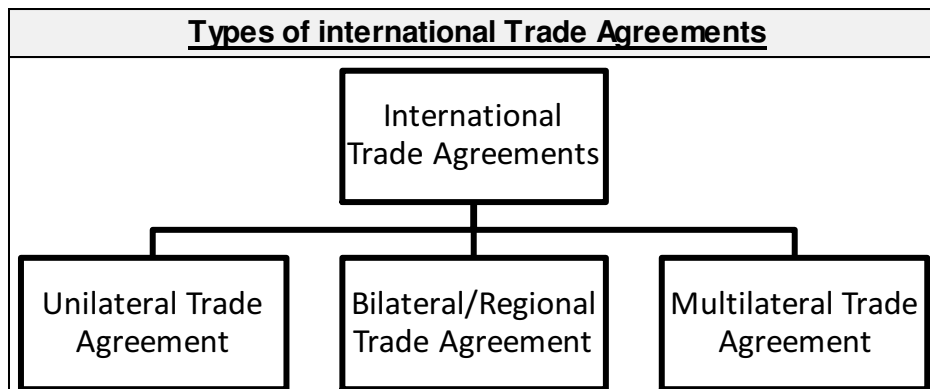 Types of international Trade Agreements
International
Trade Agreements
Unilateral Trade
Agreement
Bilateral/Regional
Trade Agreement
Multilateral Trade
Agreement